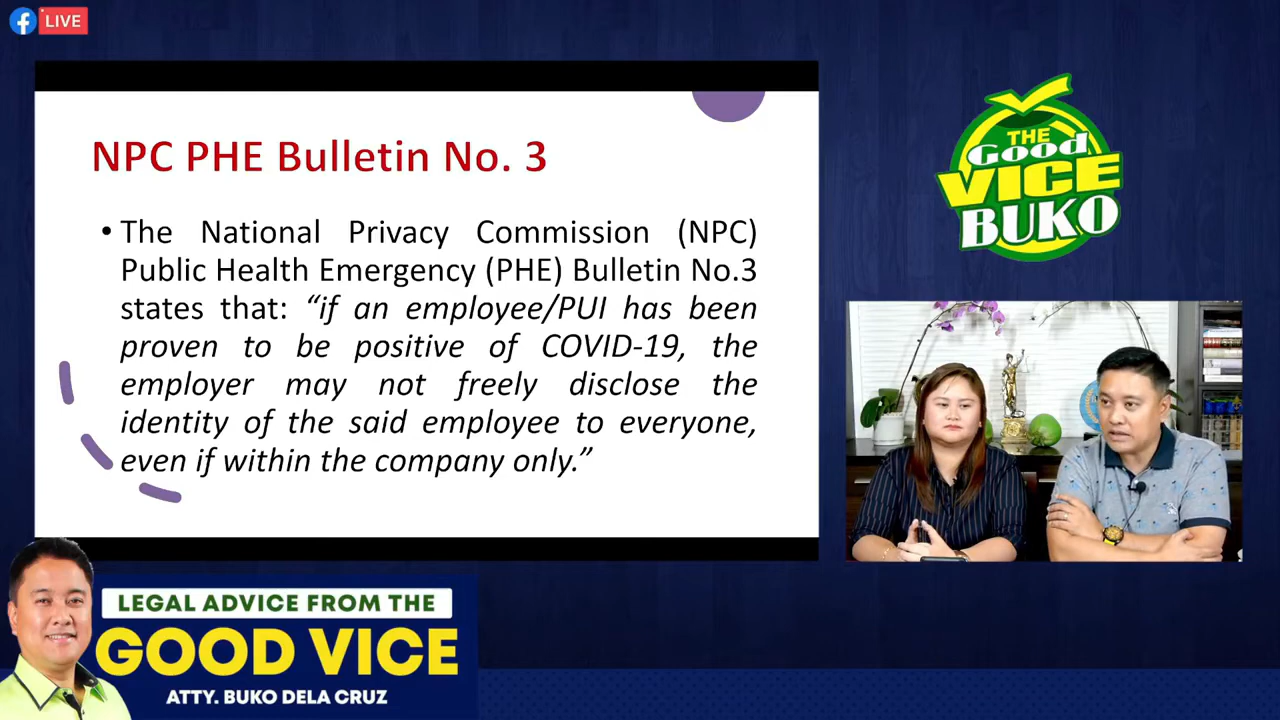 LIVE
NPC PHE Bulletin No. 3
• The National Privacy Commission (NPC)
Public Health Emergency (PHE) Bulletin No.3
states that: “if an employee/PUI has been
proven to be positive of COVID-19, the
employer may not freely disclose the
identity of the said employee to everyone,
even if within the company only.”
THE
Good
VICE
BUKO
LEGAL ADVICE FROM THE
GOOD VICE
ATTY. BUKO DELA CRUZ